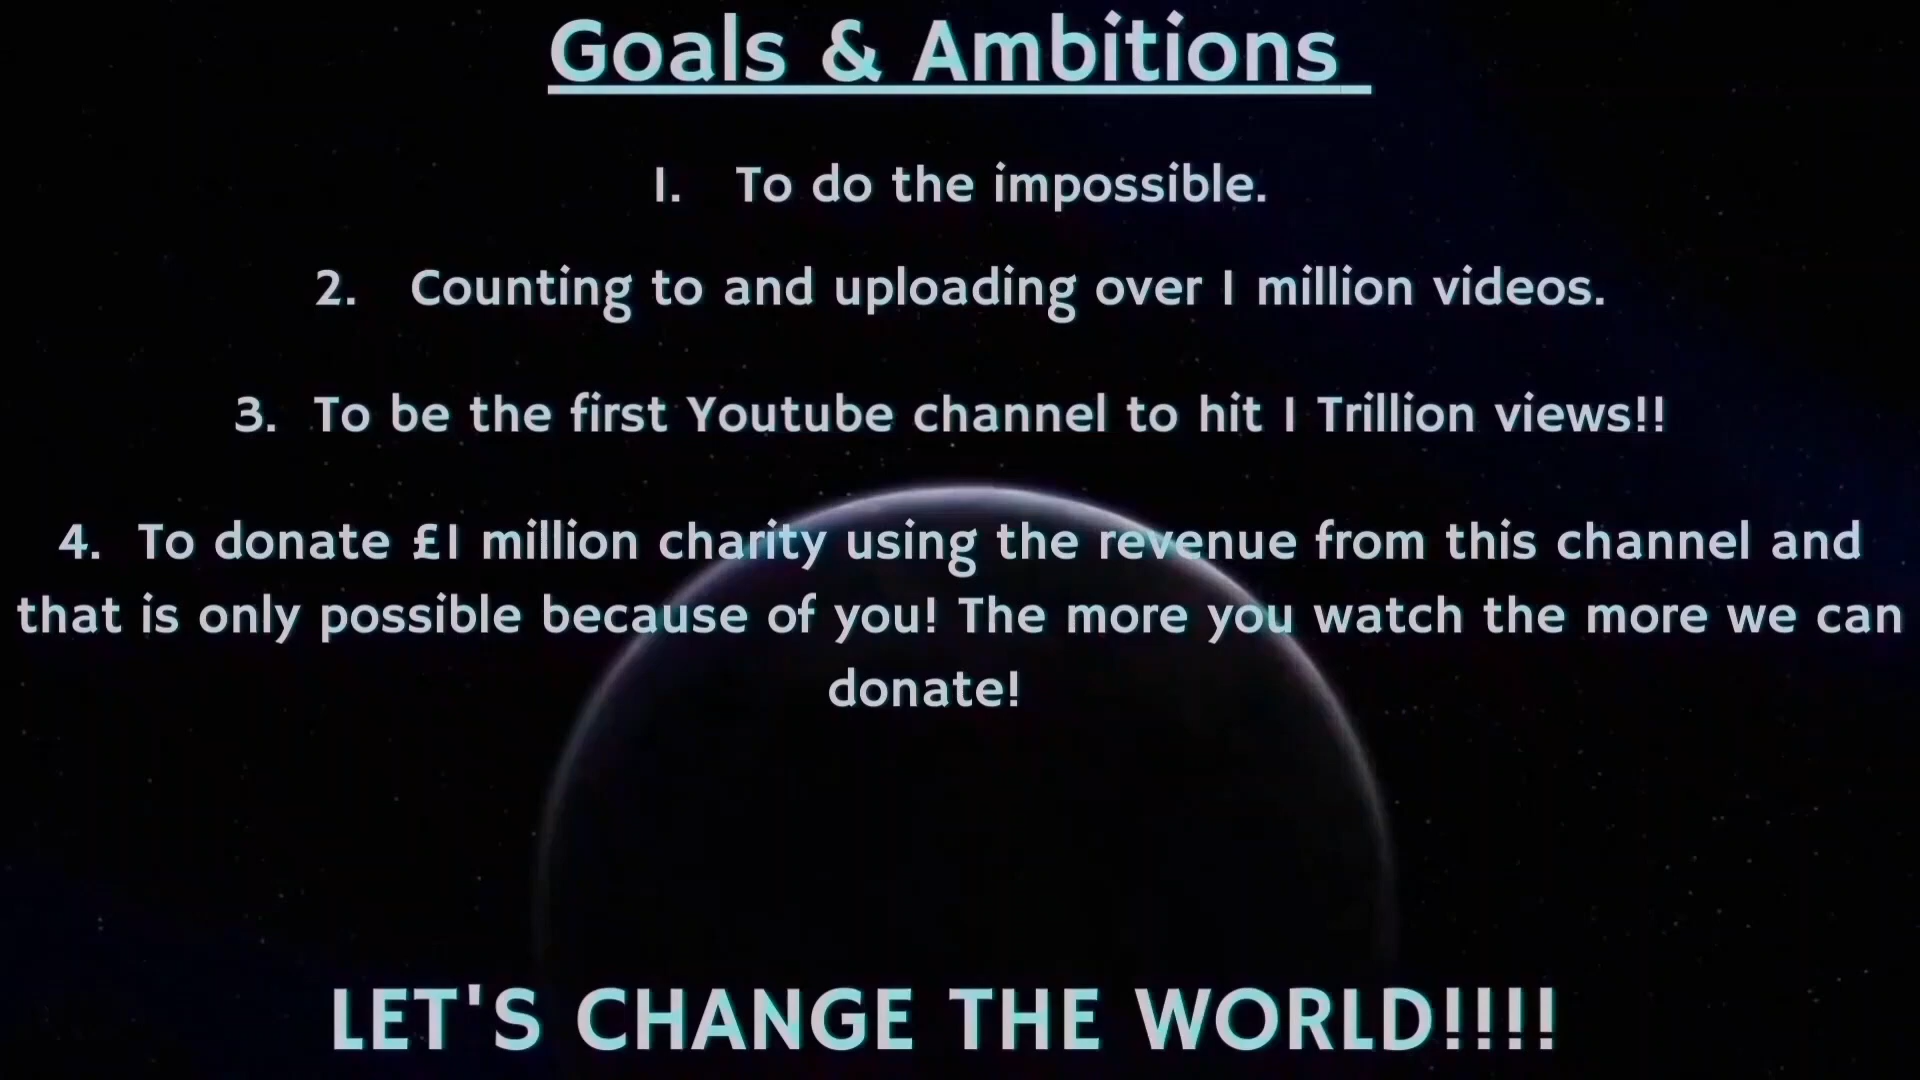 Goals & Ambitions
1. To do the impossible.
2. Counting to and uploading over 1 million videos.
3. To be the first Youtube channel to hit 1 Trillion views!!
4. To donate £1 million charity using the revenue from this channel and
that is only possible because of you! The more you watch the more we can
donate!
LET'S CHANGE THE WORLD!!!!